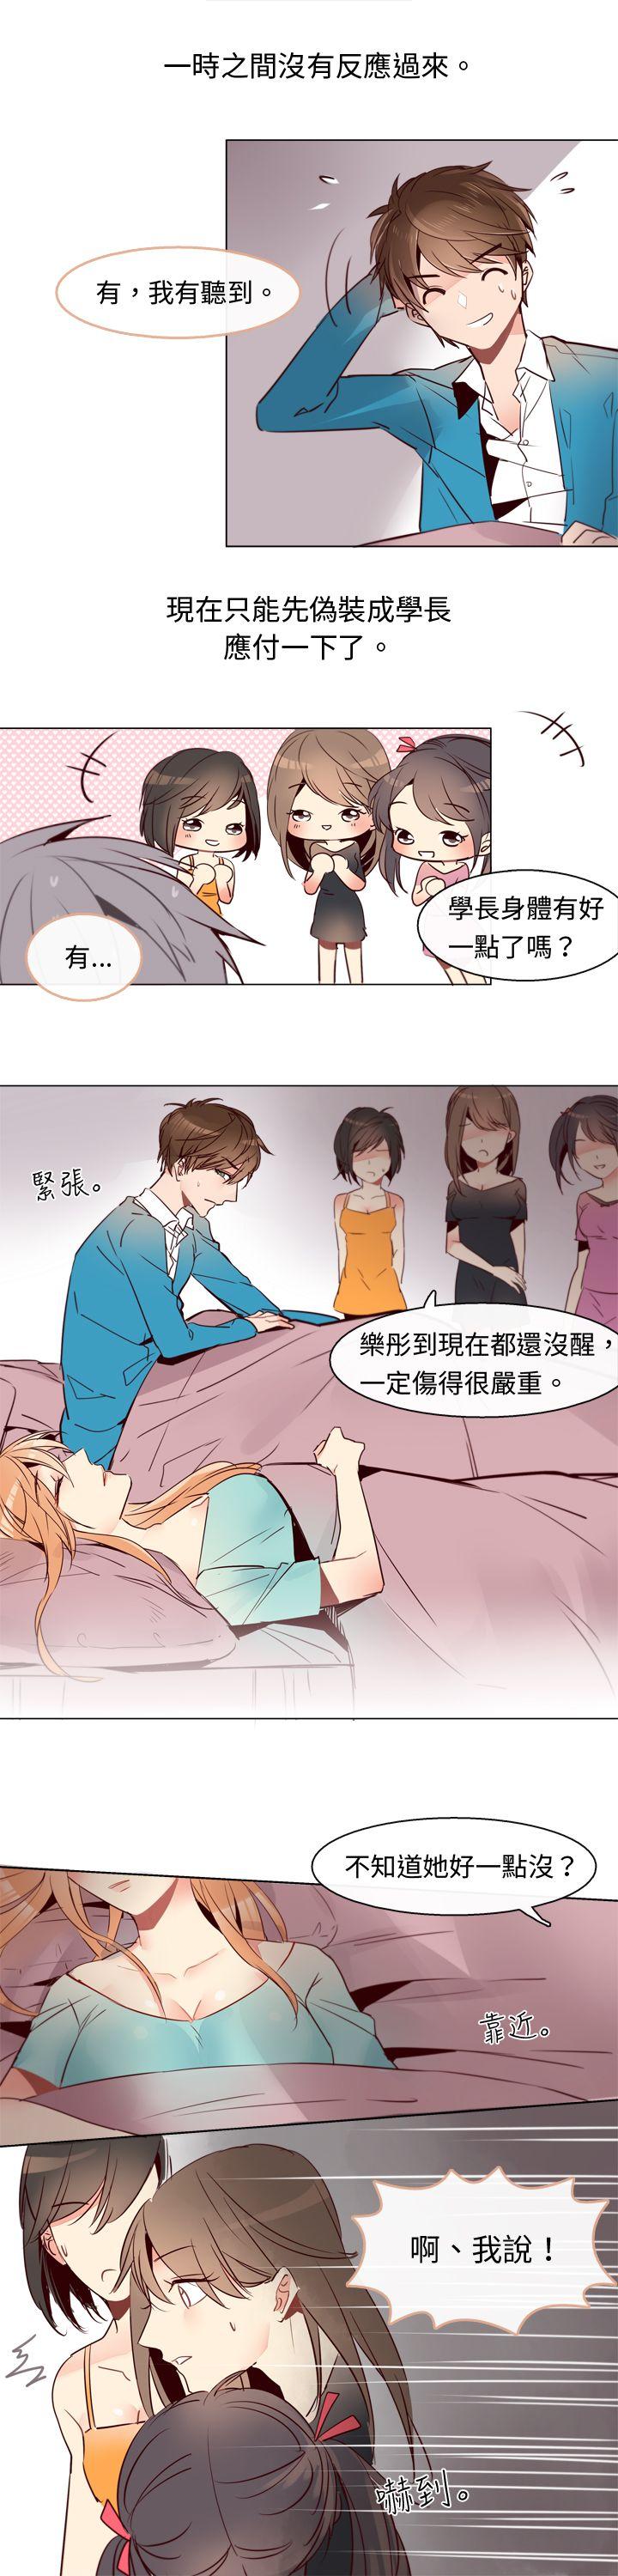 一時之間沒有反應過來。
有，我有聽到。
現在只能先偽裝成學長
應付一下了。
學長身體有好
一點了嗎？
有...
緊張。
樂彤到現在都還沒醒，
一定傷得很嚴重。
不知道她好一點沒？
靠近。
啊、我說！
嚇到。